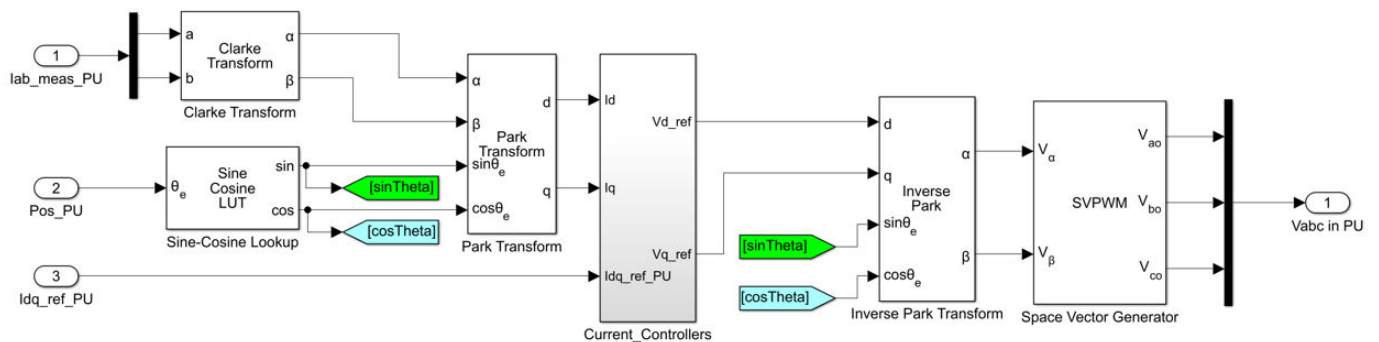 1
Iab_meas_PU
a
b
Clarke
Transform
α
β
Clarke Transform
2
Pos_PU
θe
Sine
Cosine
LUT
sin
cos
Sine-Cosine Lookup
[sinTheta]
[cosTheta]
3
Idq_ref_PU
α
β
sinθe
cosθe
Park
Transform
d
q
Park Transform
Id
Iq
Idq_ref_PU
Vd_ref
Vq_ref
Current_Controllers
[sinTheta]
[cosTheta]
d
q
sinθe
cosθe
Inverse
Park
α
β
Inverse Park Transform
Vα
Vβ
SVPWM
Vao
Vbo
Vco
Space Vector Generator
1
Vabc in PU